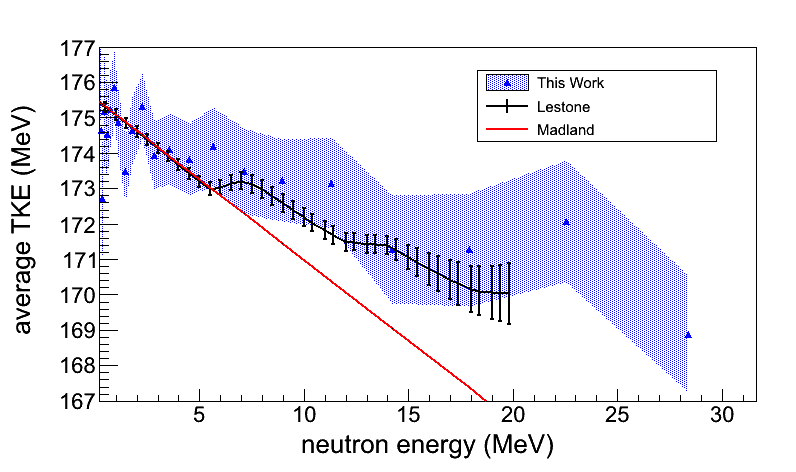 177
176
175
174
173
172
171
170
169
168
167
average TKE (MeV)
This Work
Lestone
Madland
5 10 15 20 25 30
neutron energy (MeV)